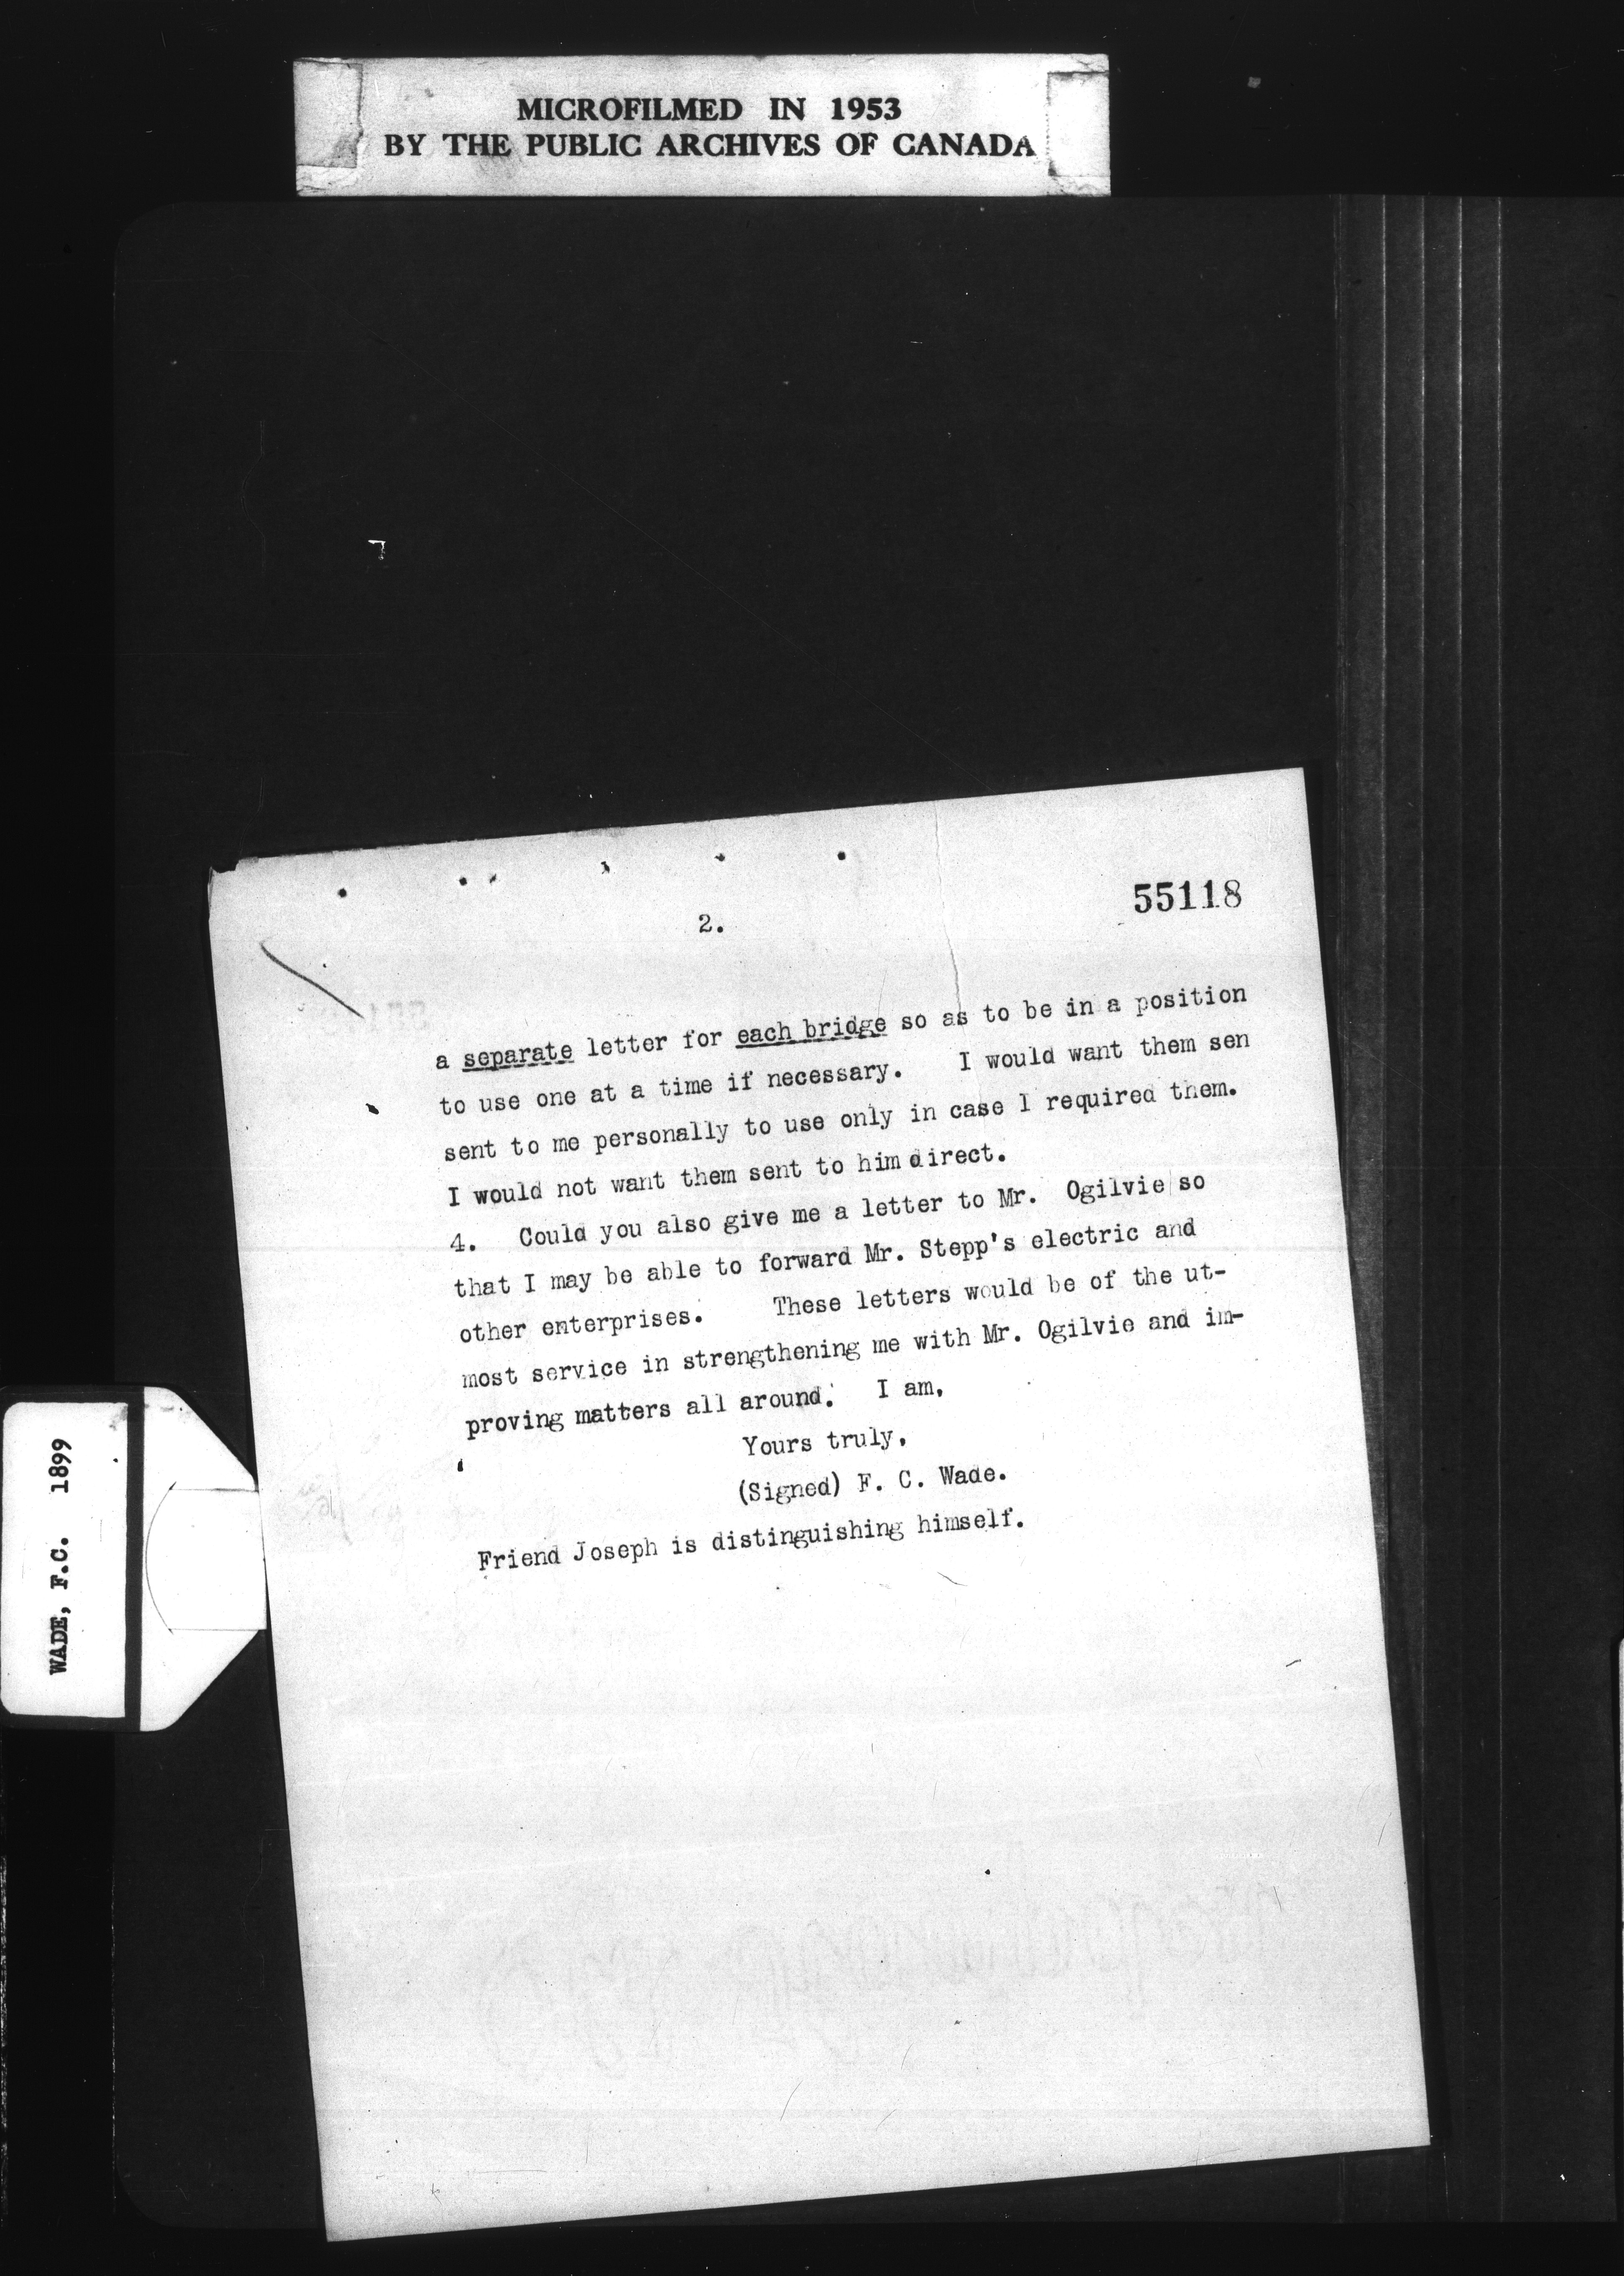 MICROFILMED IN 1953
BY THE PUBLIC ARCHIVES OF CANADA
55118
2.
a separate letter for each bridge so as to be in a position
to use one at a time if necessary. I would want them sen
sent to me personally to use only in case I required them.
I would not want them sent to him direct.
4. Could you also give me a letter to Mr. Ogilvie so
that I may be able to forward Mr. Stepp's electric and
other enterprises. These letters would be of the ut-
most service in strengthening me with Mr. Ogilvie and im-
proving matters all around. I am,
Yours truly,
(Signed) F. C. Wade.
Friend Joseph is distinguishing himself.
WADE, F.C. 1899